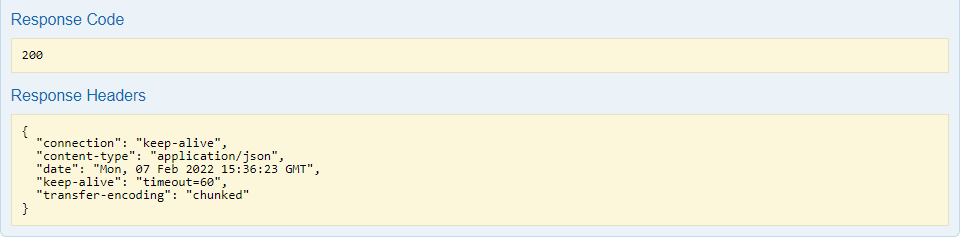 Response Code
200
Response Headers
{
  "connection": "keep-alive",
  "content-type": "application/json",
  "date": "Mon, 07 Feb 2022 15:36:23 GMT",
  "keep-alive": "timeout=60",
  "transfer-encoding": "chunked"
}